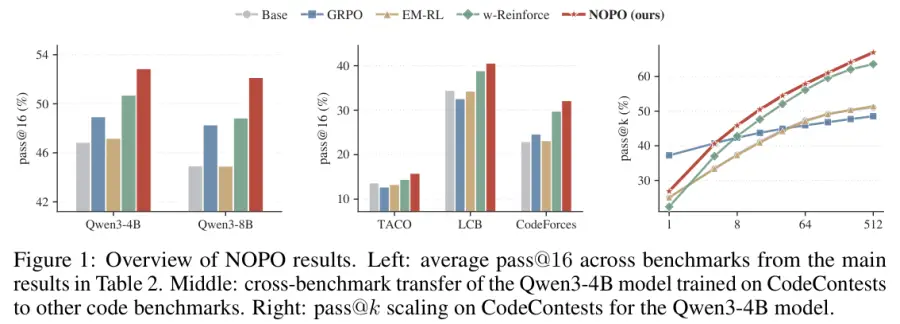 Base GRPO EM-RL w-Reinforce NOPO (ours)
pass@16 (%)
54
50
46
42
Qwen3-4B Qwen3-8B
pass@16 (%)
40
30
20
10
TACO LCB CodeForces
pass@k (%)
60
50
40
30
1 8 64 512
Figure 1: Overview of NOPO results. Left: average pass@16 across benchmarks from the main
results in Table 2. Middle: cross-benchmark transfer of the Qwen3-4B model trained on CodeContests
to other code benchmarks. Right: pass@k scaling on CodeContests for the Qwen3-4B model.